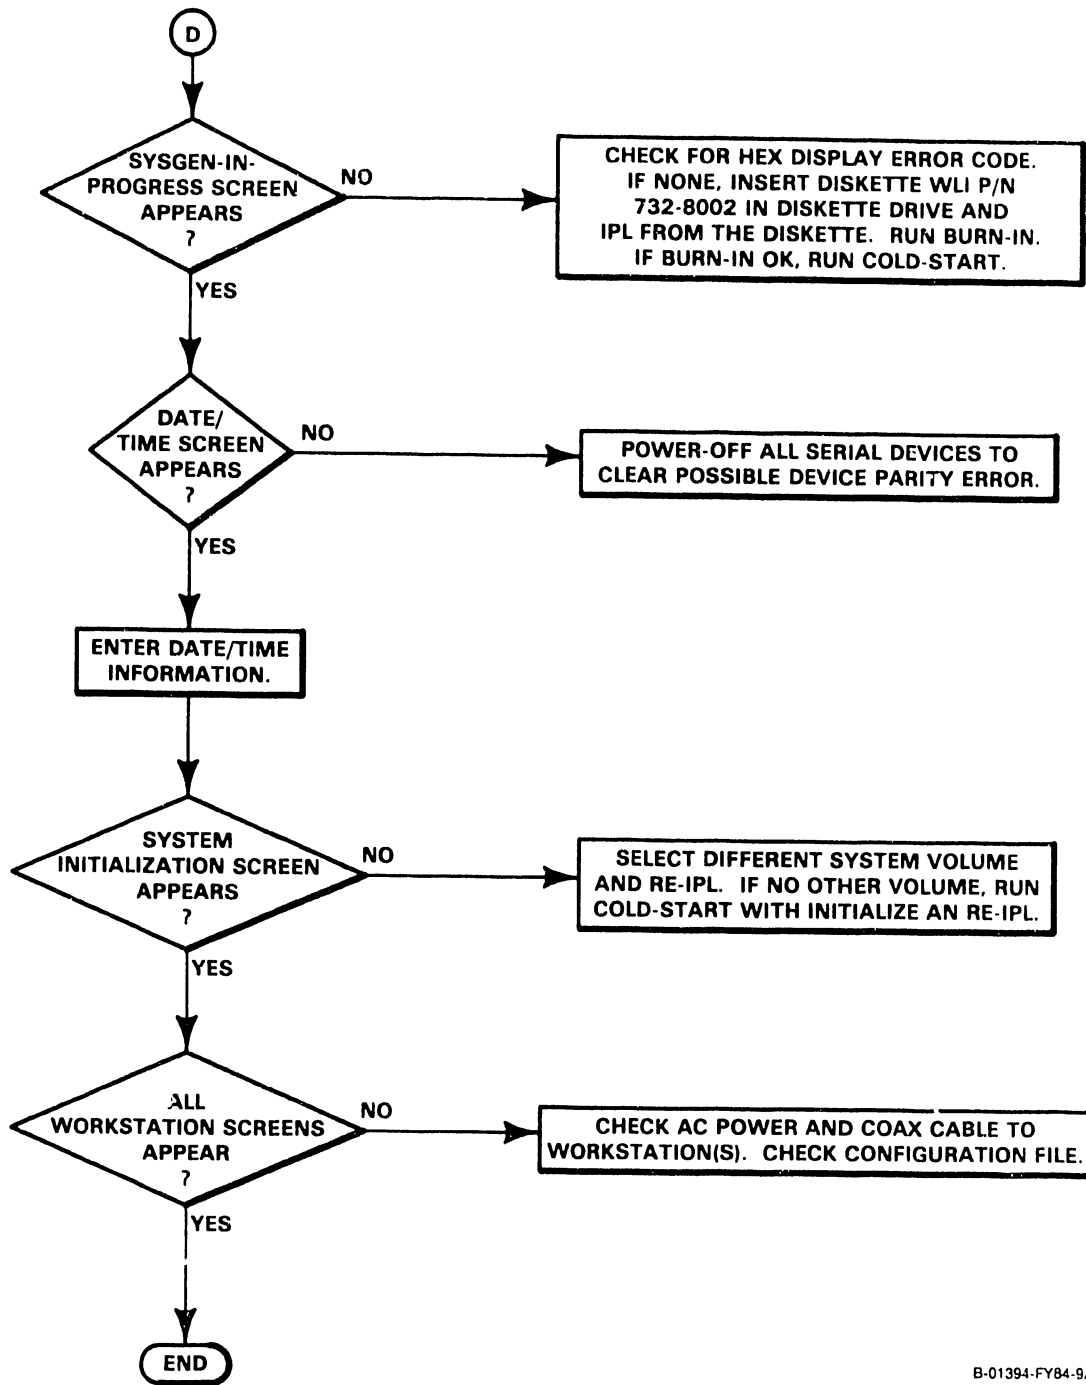 D
SYSGEN-IN-
PROGRESS SCREEN
APPEARS
?
NO
CHECK FOR HEX DISPLAY ERROR CODE.
IF NONE, INSERT DISKETTE WLI P/N
732-8002 IN DISKETTE DRIVE AND
IPL FROM THE DISKETTE. RUN BURN-IN.
IF BURN-IN OK, RUN COLD-START.
YES
DATE/
TIME SCREEN
APPEARS
?
NO
POWER-OFF ALL SERIAL DEVICES TO
CLEAR POSSIBLE DEVICE PARITY ERROR.
YES
ENTER DATE/TIME
INFORMATION.
SYSTEM
INITIALIZATION SCREEN
APPEARS
?
NO
SELECT DIFFERENT SYSTEM VOLUME
AND RE-IPL. IF NO OTHER VOLUME, RUN
COLD-START WITH INITIALIZE AN RE-IPL.
YES
ALL
WORKSTATION SCREENS
APPEAR
?
NO
CHECK AC POWER AND COAX CABLE TO
WORKSTATION(S). CHECK CONFIGURATION FILE.
YES
END
B-01394-FY84-9